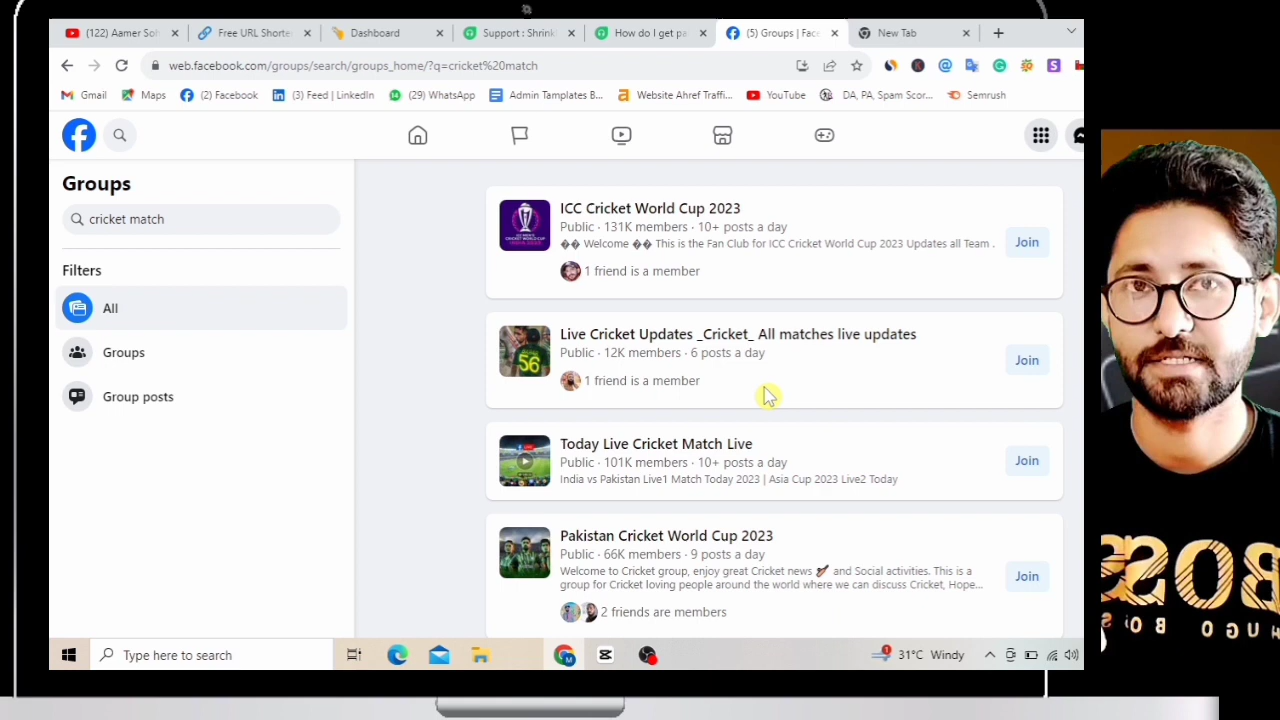 (122) Aamer Soh
Free URL Shorte
Dashboard
Support : Shrink
How do I get pa
(5) Groups | Face
New Tab
web.facebook.com/groups/search/groups_home/?q=cricket%20match
Gmail
Maps
(2) Facebook
(3) Feed | LinkedIn
(29) WhatsApp
Admin Tamplates B...
Website Ahref Traffi...
YouTube
DA, PA, Spam Scor...
Semrush
Groups
cricket match
Filters
All
Groups
Group posts
ICC Cricket World Cup 2023
Public · 131K members · 10+ posts a day
�� Welcome �� This is the Fan Club for ICC Cricket World Cup 2023 Updates all Team .
1 friend is a member
Join
Live Cricket Updates _Cricket_ All matches live updates
Public · 12K members · 6 posts a day
1 friend is a member
Join
56
Today Live Cricket Match Live
Public · 101K members · 10+ posts a day
India vs Pakistan Live1 Match Today 2023 | Asia Cup 2023 Live2 Today
Join
Pakistan Cricket World Cup 2023
Public · 66K members · 9 posts a day
Welcome to Cricket group, enjoy great Cricket news 🏏 and Social activities. This is a
group for Cricket loving people around the world where we can discuss Cricket, Hope...
2 friends are members
Join
Type here to search
31°C Windy
BOSS
HUGO BOSS